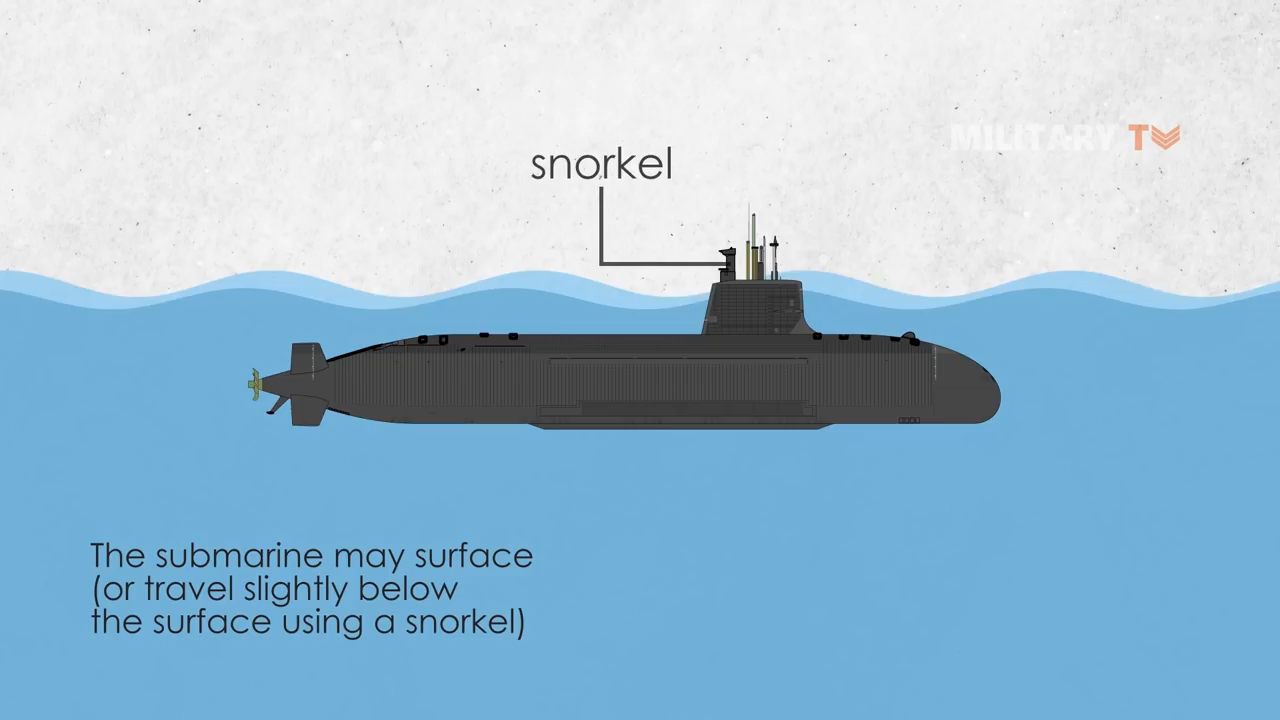 MILITARY TV
snorkel
The submarine may surface
(or travel slightly below
the surface using a snorkel)